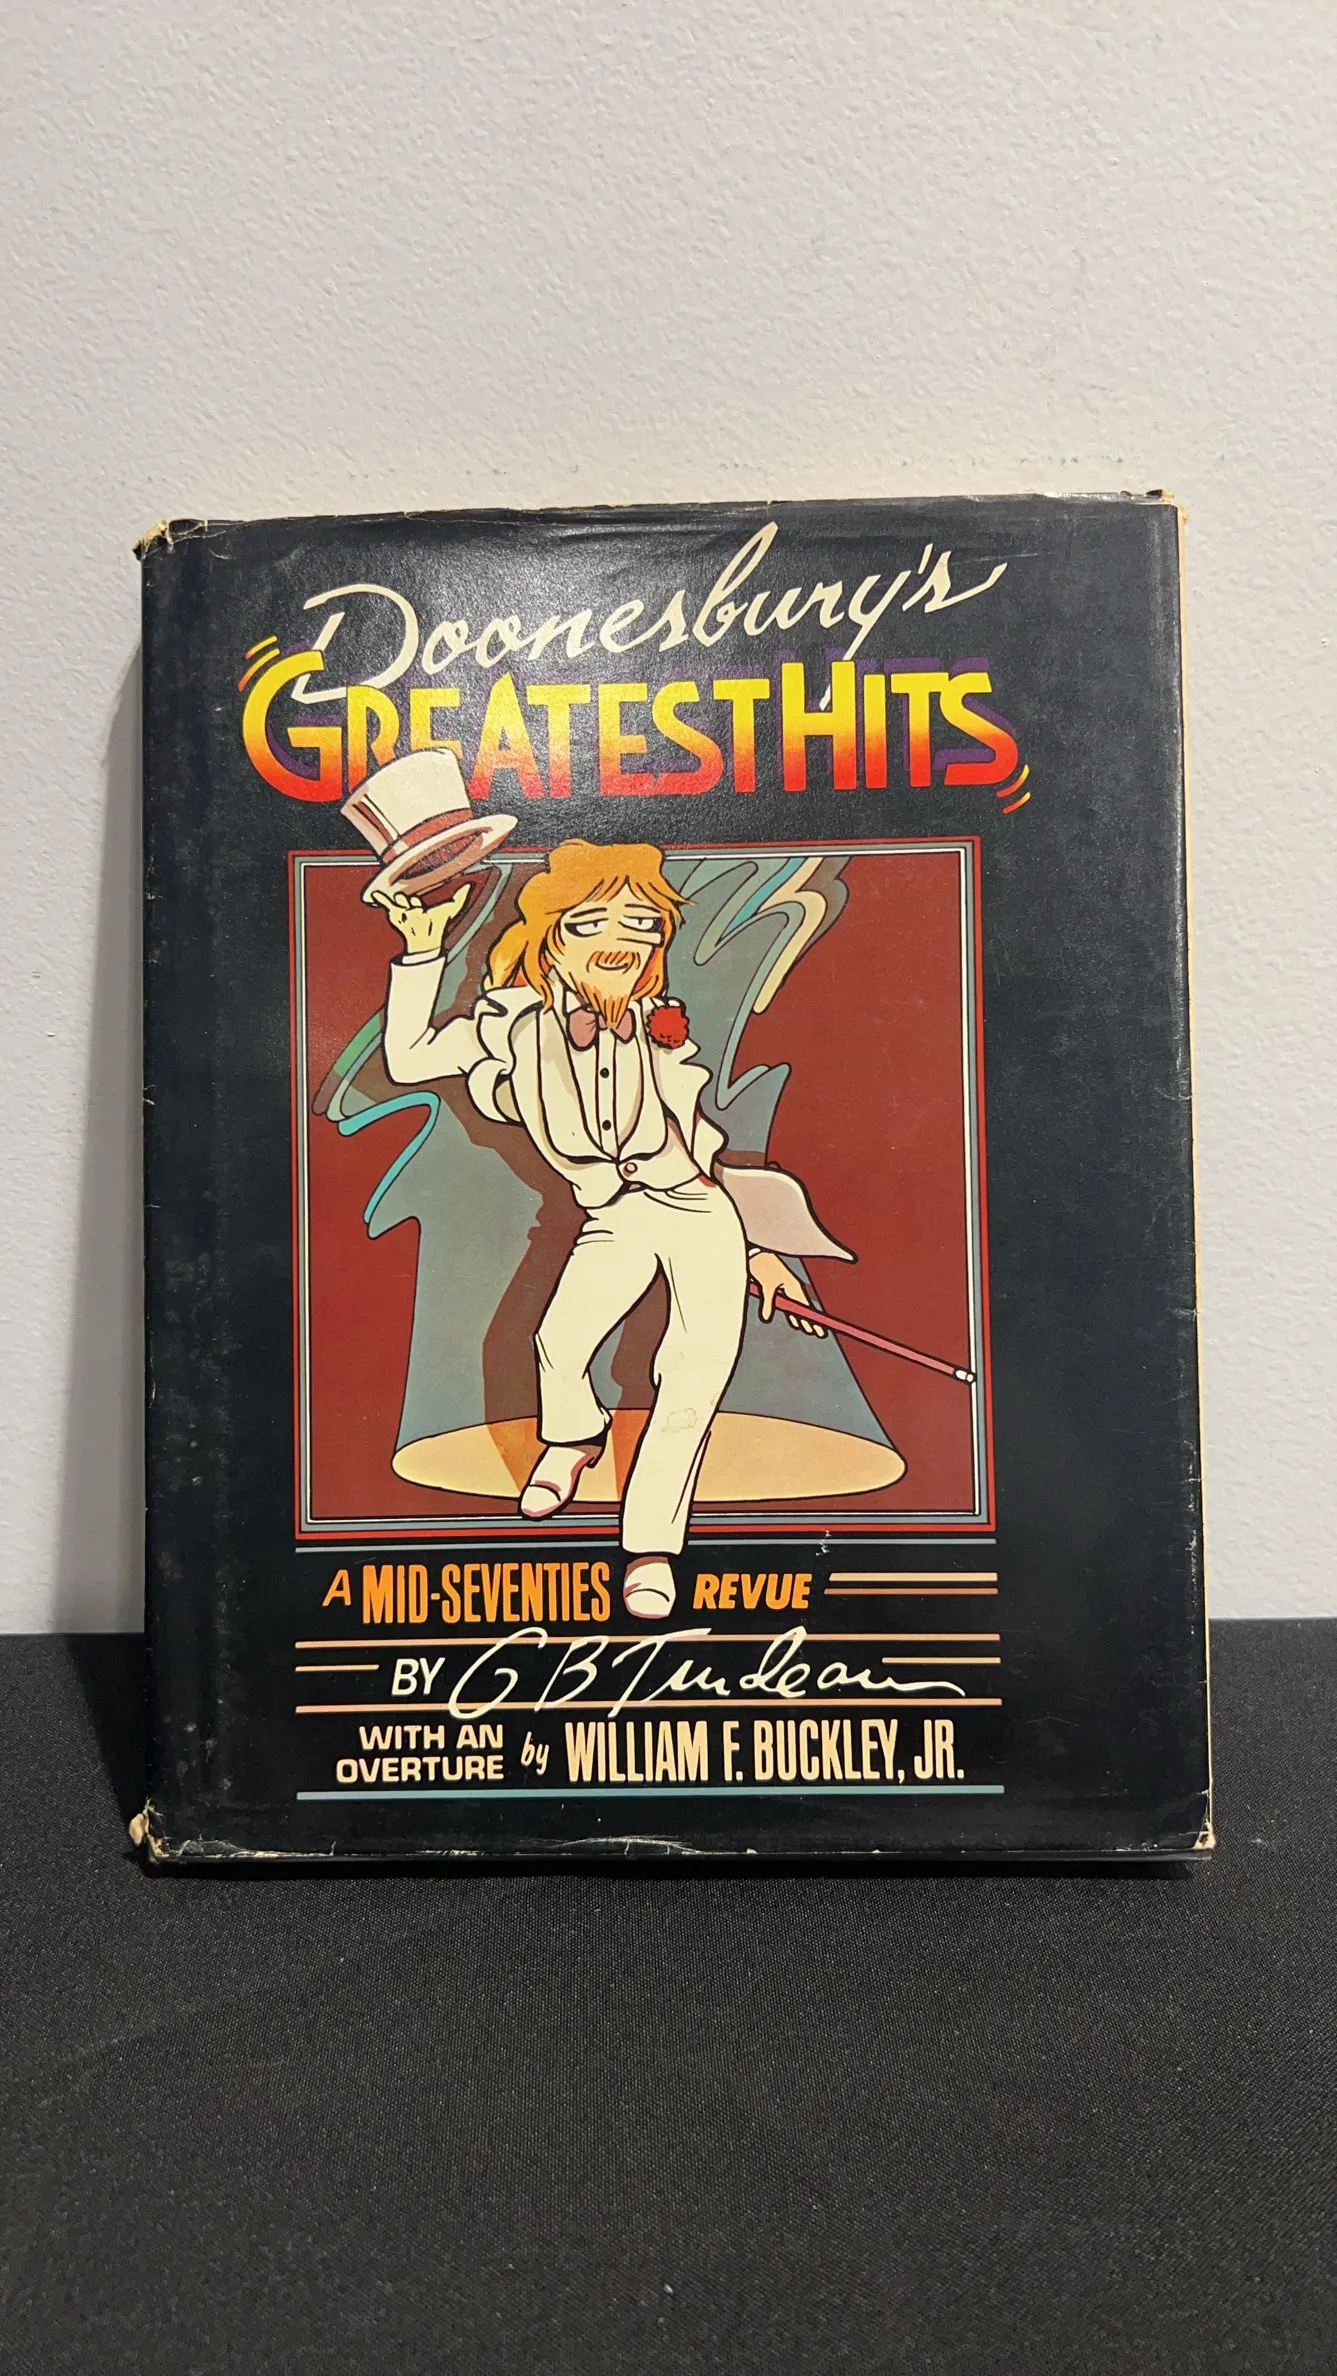 Doonesbury's
GREATEST HITS
A MID-SEVENTIES REVUE
BY G B Trudeau
WITH AN OVERTURE by WILLIAM F. BUCKLEY, JR.